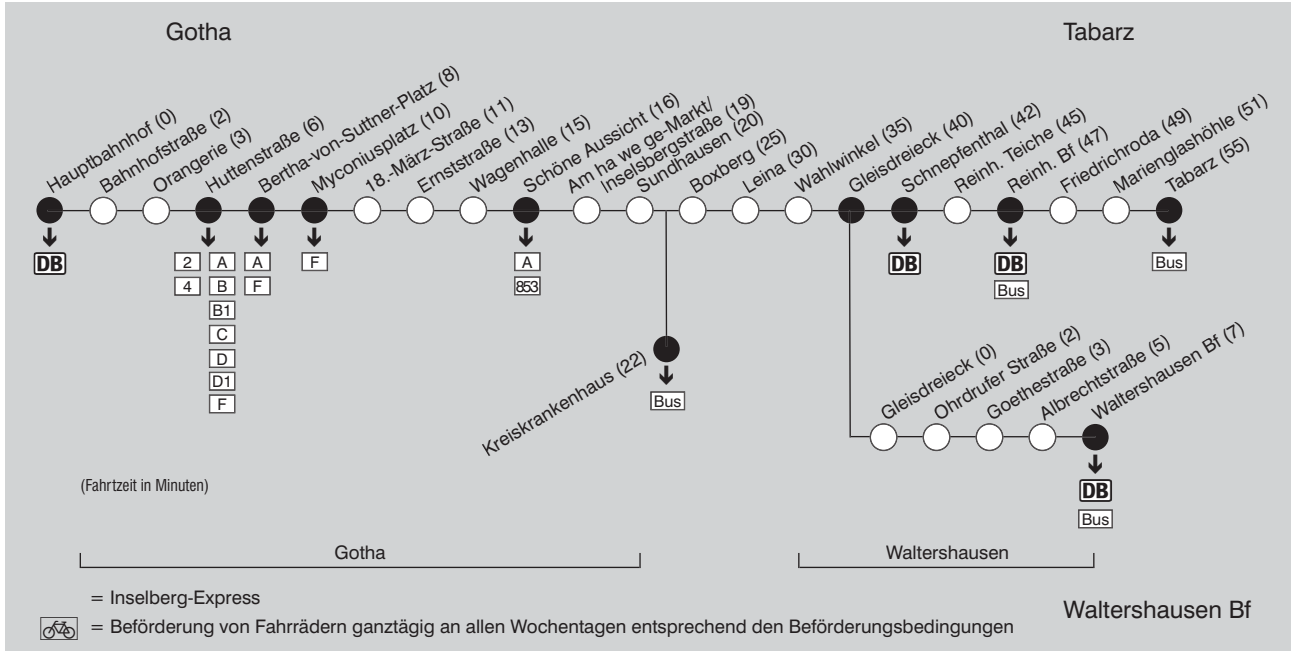 Gotha
Tabarz
Hauptbahnhof (0)
Bahnhofstraße (2)
Orangerie (3)
Huttenstraße (6)
Bertha-von-Suttner-Platz (8)
Myconiusplatz (10)
18.-März-Straße (11)
Ernststraße (13)
Wagenhalle (15)
Schöne Aussicht (16)
Am ha we ge-Markt/
Inselsbergstraße (19)
Sundhausen (20)
Boxberg (25)
Leina (30)
Wahlwinkel (35)
Gleisdreieck (40)
Schnepfenthal (42)
Reinh. Teiche (45)
Reinh. Bf (47)
Friedrichroda (49)
Marienglashöhle (51)
Tabarz (55)
DB
2
4
A
B
B1
C
D
D1
F
A
F
F
A
853
DB
DB
Bus
Bus
Kreiskrankenhaus (22)
Bus
Gleisdreieck (0)
Ohrdrufer Straße (2)
Goethestraße (3)
Albrechtstraße (5)
Waltershausen Bf (7)
DB
Bus
(Fahrtzeit in Minuten)
Gotha
Waltershausen
= Inselberg-Express
Waltershausen Bf
= Beförderung von Fahrrädern ganztägig an allen Wochentagen entsprechend den Beförderungsbedingungen